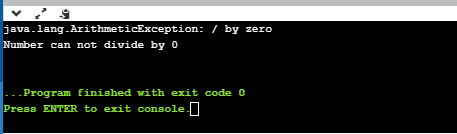 java.lang.ArithmeticException: / by zero
Number can not divide by 0
...Program finished with exit code 0
Press ENTER to exit console.